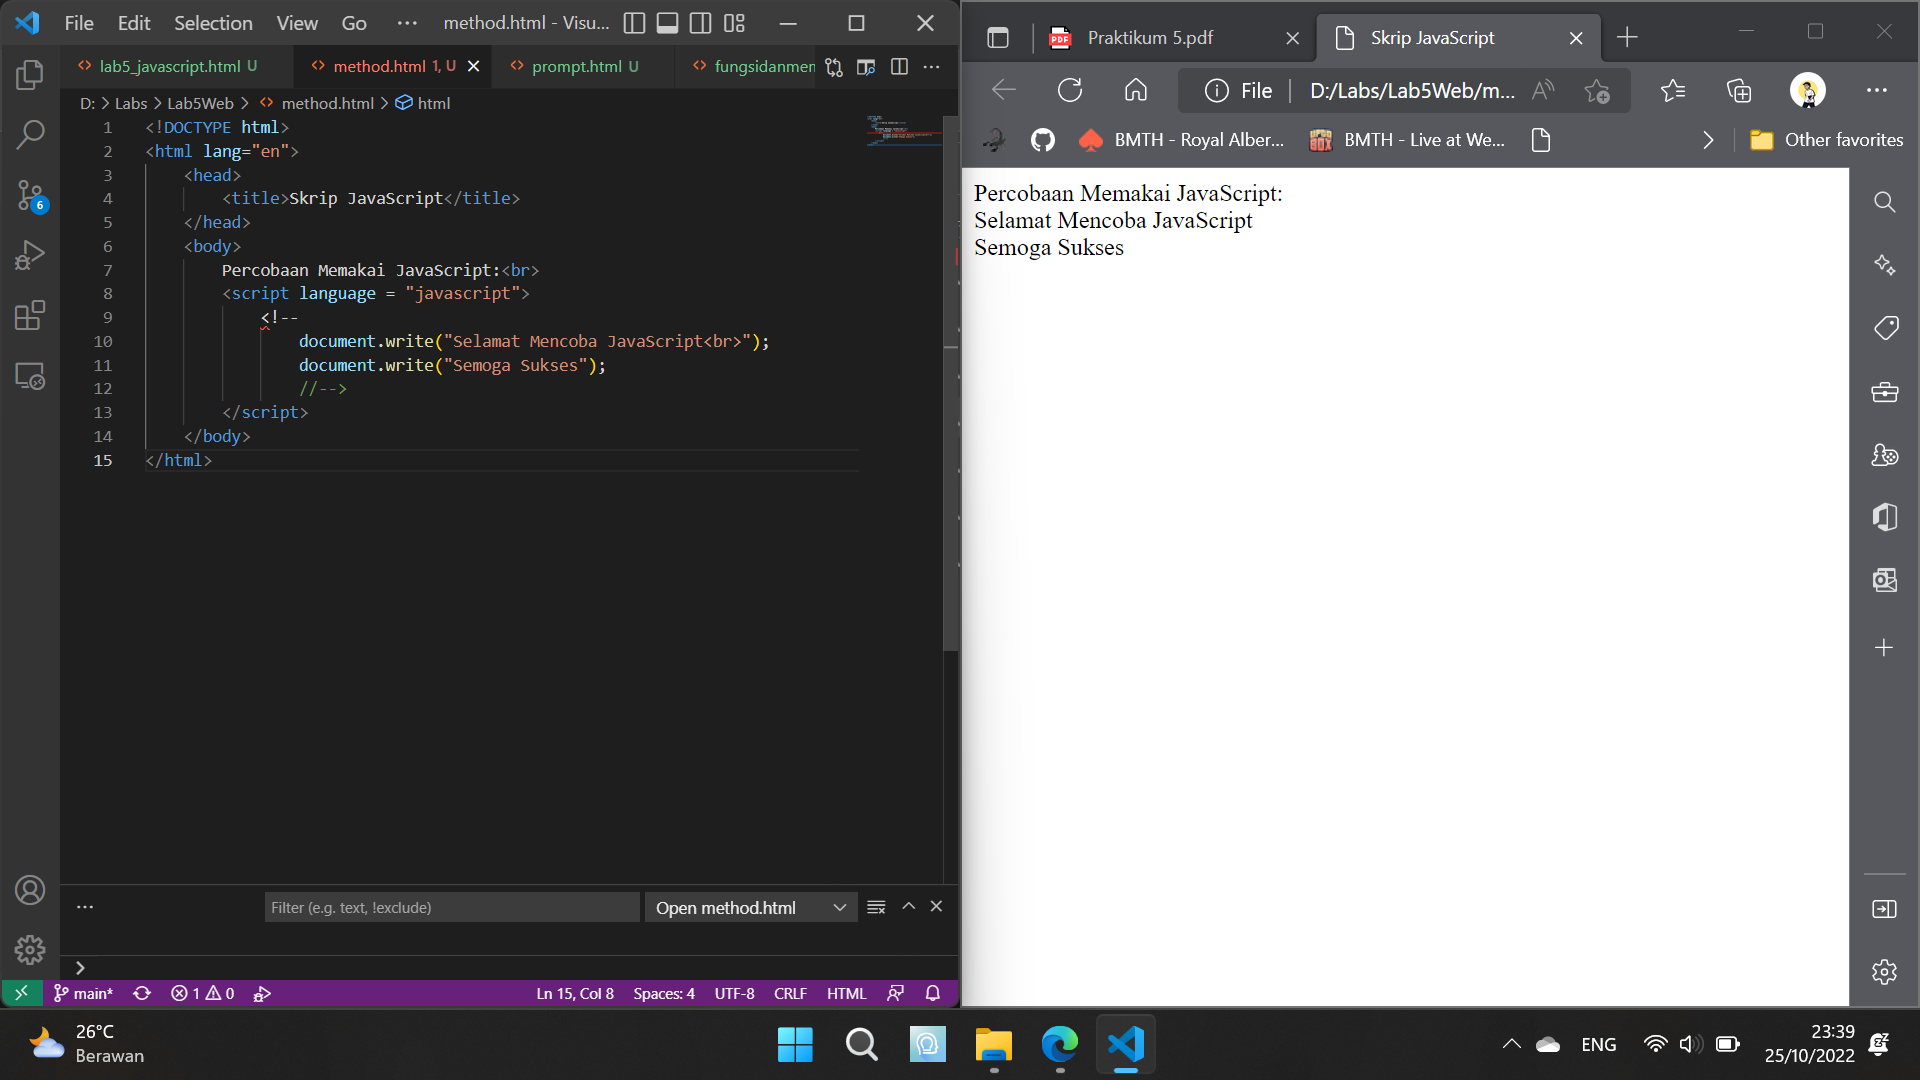 File Edit Selection View Go ··· method.html - Visu...
lab5_javascript.html U method.html 1, U prompt.html U fungsidanmen
D: > Labs > Lab5Web > method.html > html
1 <!DOCTYPE html>
2 <html lang="en">
3 <head>
4 <title>Skrip JavaScript</title>
5 </head>
6 <body>
7 Percobaan Memakai JavaScript:<br>
8 <script language = "javascript">
9 <!--
10 document.write("Selamat Mencoba JavaScript<br>");
11 document.write("Semoga Sukses");
12 //-->
13 </script>
14 </body>
15 </html>
Filter (e.g. text, !exclude) Open method.html
main* 1 0 Ln 15, Col 8 Spaces: 4 UTF-8 CRLF HTML
6
Praktikum 5.pdf Skrip JavaScript
File D:/Labs/Lab5Web/m...
BMTH - Royal Alber... BMTH - Live at We... Other favorites
Percobaan Memakai JavaScript:
Selamat Mencoba JavaScript
Semoga Sukses
26°C
Berawan
ENG
23:39
25/10/2022